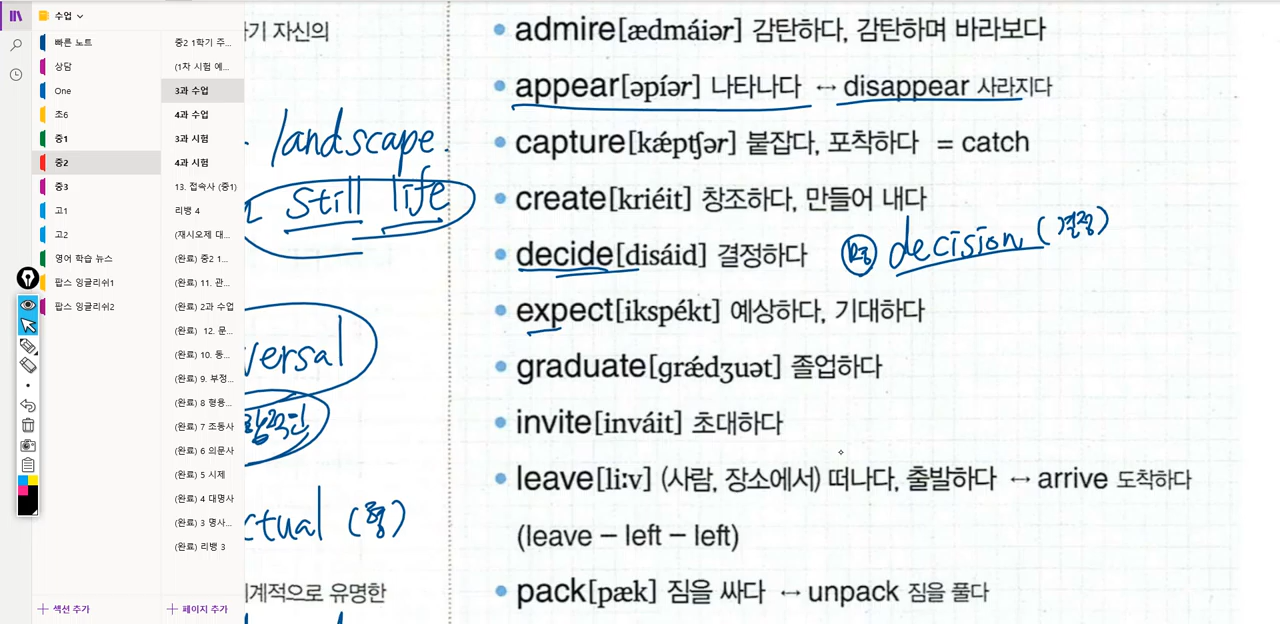 수업
빠른 노트
상담
One
초6
중1
중2
중3
고1
고2
영어 학습 뉴스
팝스 잉글리쉬1
팝스 잉글리쉬2
섹션 추가
중2 1학기 주...
(1차 시험 예...
3과 수업
4과 수업
3과 시험
4과 시험
13. 접속사 (중1)
리뱅 4
(재시오제 대...
(완료) 중2 1...
(완료) 11. 관...
(완료) 2과 수업
(완료) 12. 문...
(완료) 10. 동...
(완료) 9. 부정...
(완료) 8 형용...
(완료) 7 조동사
(완료) 6 의문사
(완료) 5 시제
(완료) 4 대명사
(완료) 3 명사...
(완료) 리뱅 3
페이지 추가
기 자신의
landscape.
still life
versal
ctual (형)
계적으로 유명한
admire[ædmáiər] 감탄하다, 감탄하며 바라보다
appear[əpíər] 나타나다 ↔ disappear 사라지다
capture[kǽptʃər] 붙잡다, 포착하다 = catch
create[kriéit] 창조하다, 만들어 내다
decide[disáid] 결정하다 명 decision (결정)
expect[ikspékt] 예상하다, 기대하다
graduate[grǽdʒuət] 졸업하다
invite[inváit] 초대하다
leave[liːv] (사람, 장소에서) 떠나다, 출발하다 ↔ arrive 도착하다
(leave – left – left)
pack[pæk] 짐을 싸다 ↔ unpack 짐을 풀다